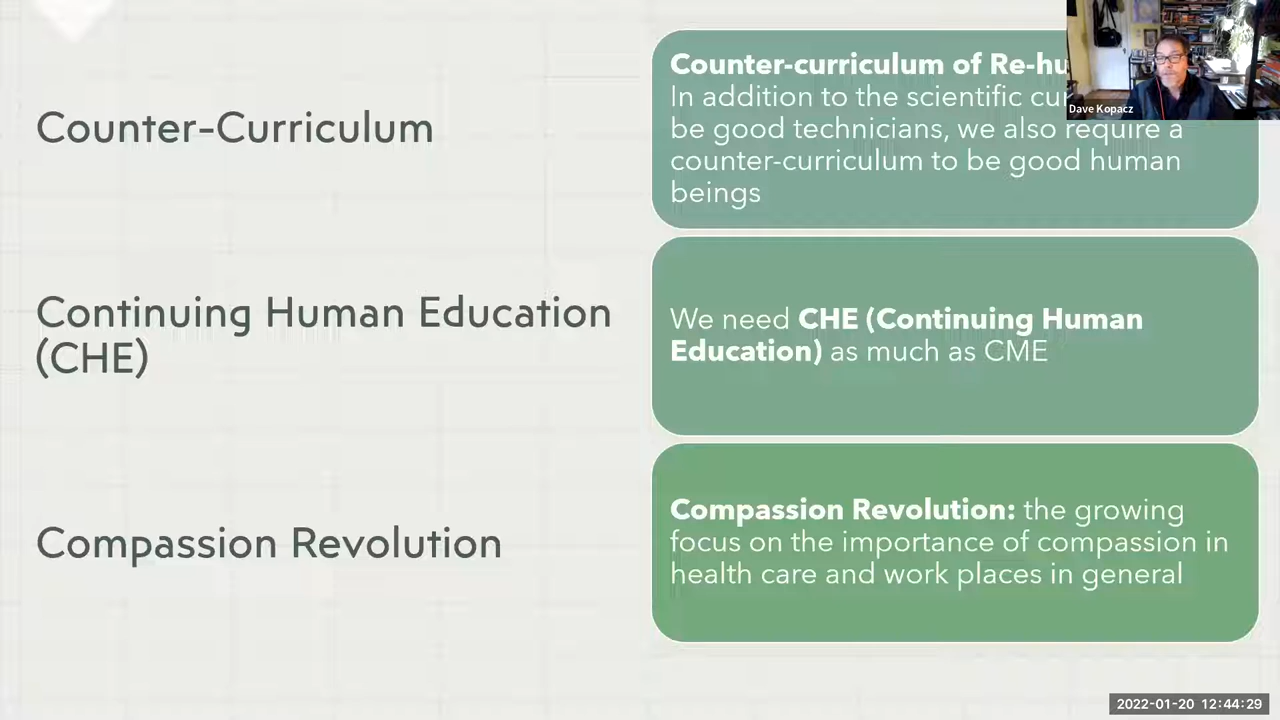 Counter-Curriculum
Counter-curriculum of
In addition to the scientific
be good technicians, we also require a
counter-curriculum to be good human
beings
Dave Kopacz
Continuing Human Education
(CHE)
We need CHE (Continuing Human
Education) as much as CME
Compassion Revolution
Compassion Revolution: the growing
focus on the importance of compassion in
health care and work places in general
2022-01-20 12:44:29